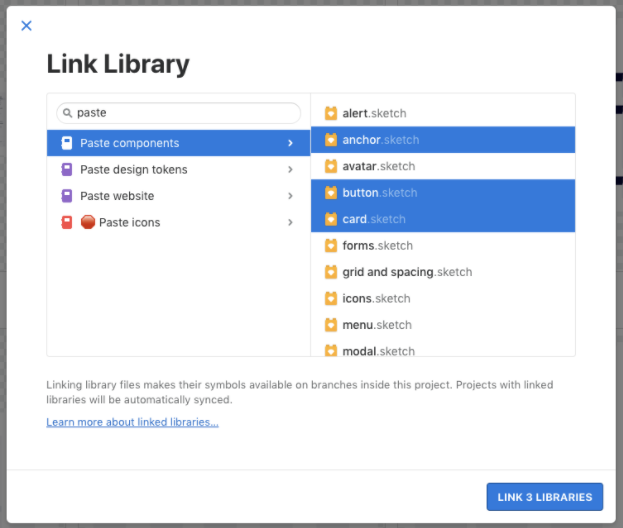 Link Library
paste
Paste components
Paste design tokens
Paste website
Paste icons
alert.sketch
anchor.sketch
avatar.sketch
button.sketch
card.sketch
forms.sketch
grid and spacing.sketch
icons.sketch
menu.sketch
modal.sketch
Linking library files makes their symbols available on branches inside this project. Projects with linked
libraries will be automatically synced.
Learn more about linked libraries...
LINK 3 LIBRARIES